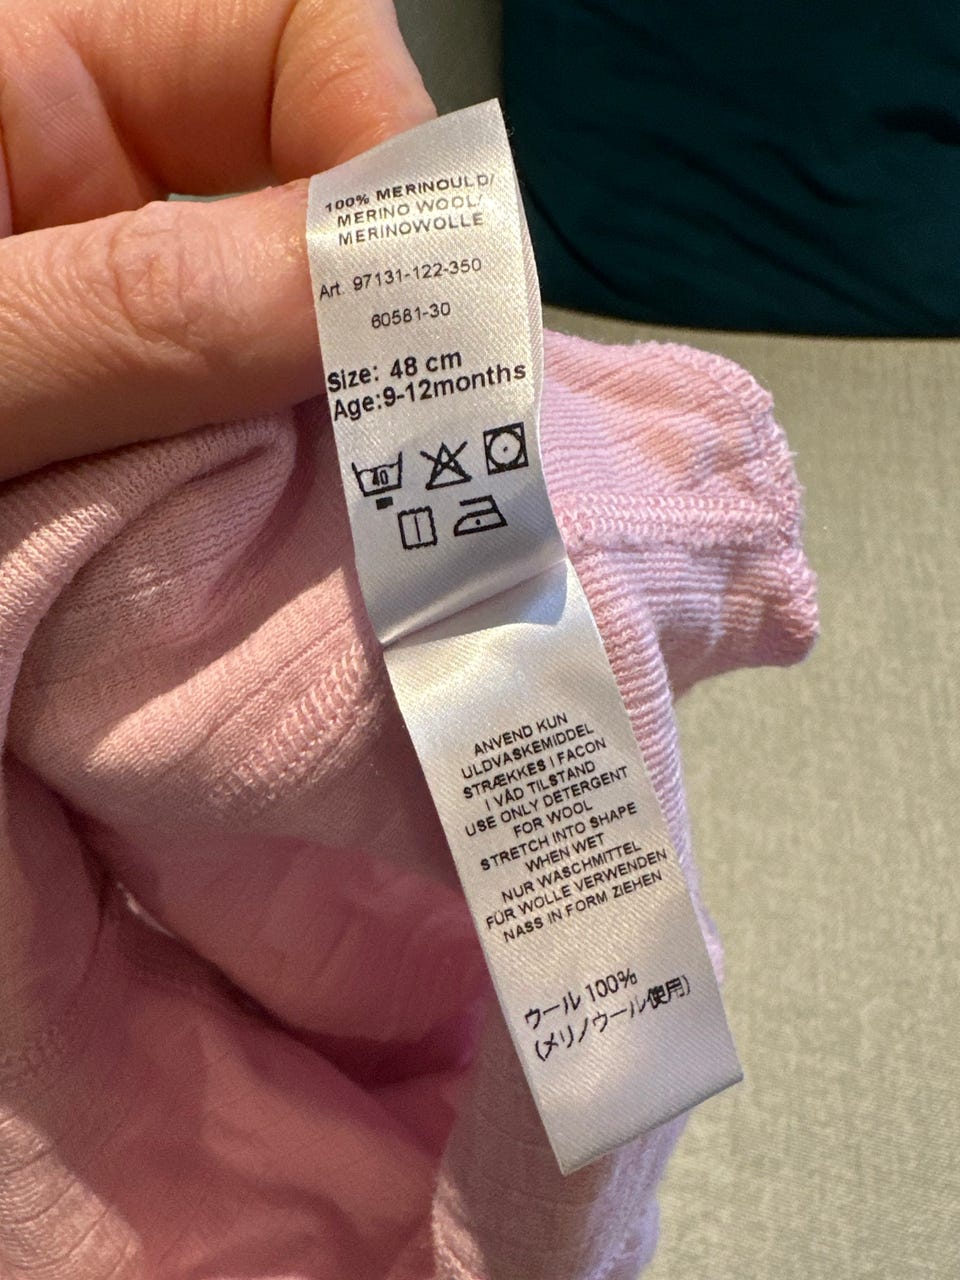 100% MERINOULD/
MERINO WOOL/
MERINOWOLLE
Art. 97131-122-350
60581-30
Size: 48 cm
Age:9-12months
40
ANVEND KUN
ULDVASKEMIDDEL
STRÆKKES I FACON
I VÅD TILSTAND
USE ONLY DETERGENT
FOR WOOL
STRETCH INTO SHAPE
WHEN WET
NUR WASCHMITTEL
FÜR WOLLE VERWENDEN
NASS IN FORM ZIEHEN
ウール 100%
(メリノウール使用)